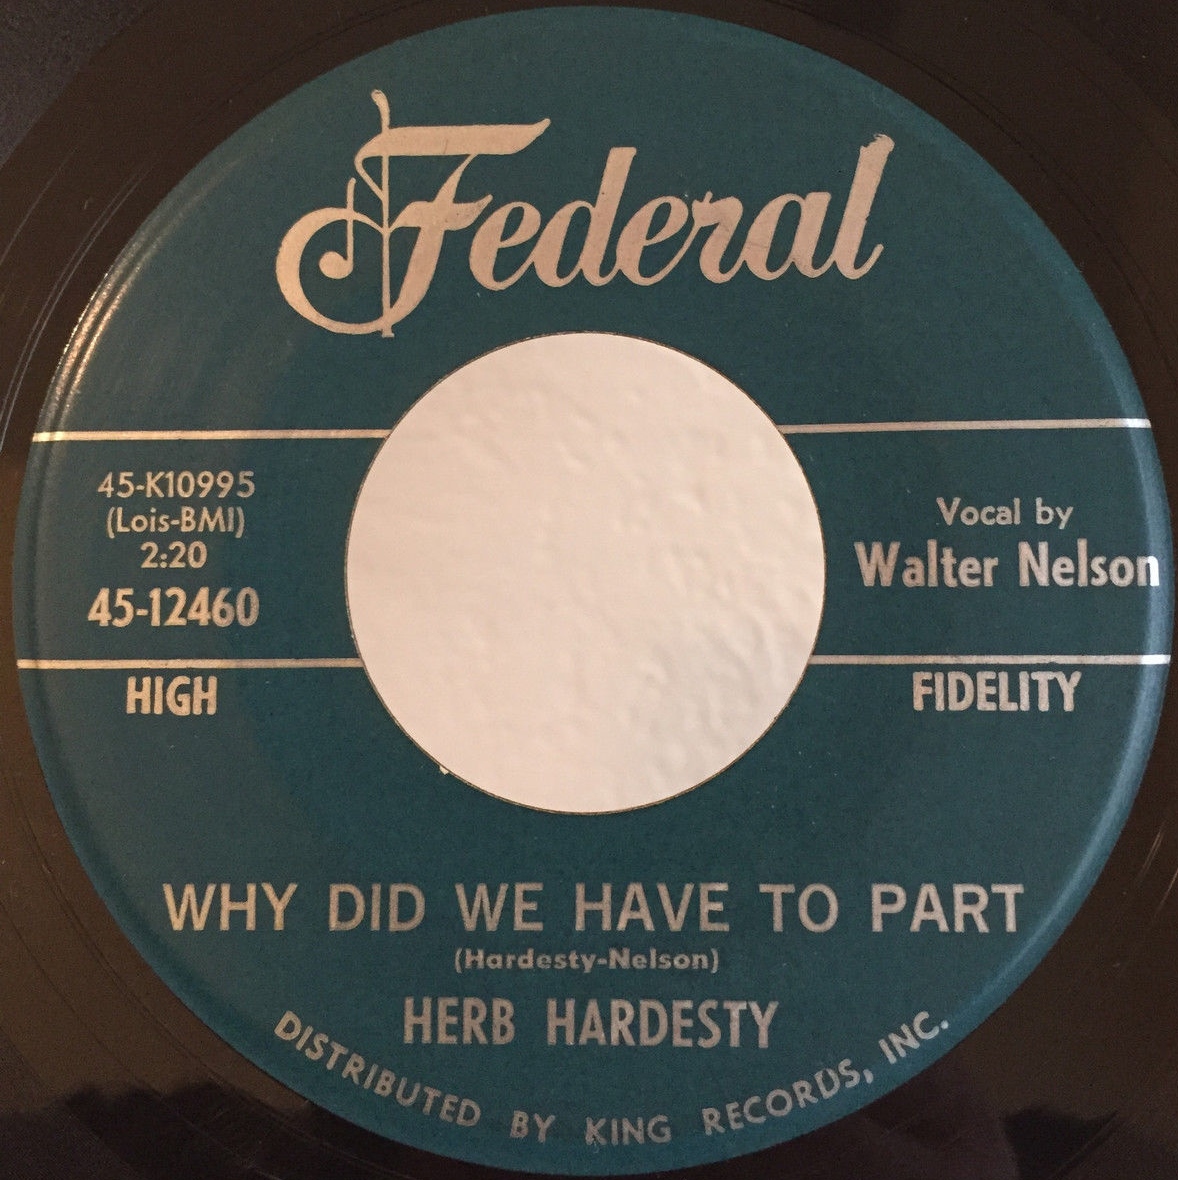 Federal
45-K10995
(Lois-BMI)
2:20
45-12460
Vocal by
Walter Nelson
HIGH
FIDELITY
WHY DID WE HAVE TO PART
(Hardesty-Nelson)
HERB HARDESTY
DISTRIBUTED BY KING RECORDS, INC.